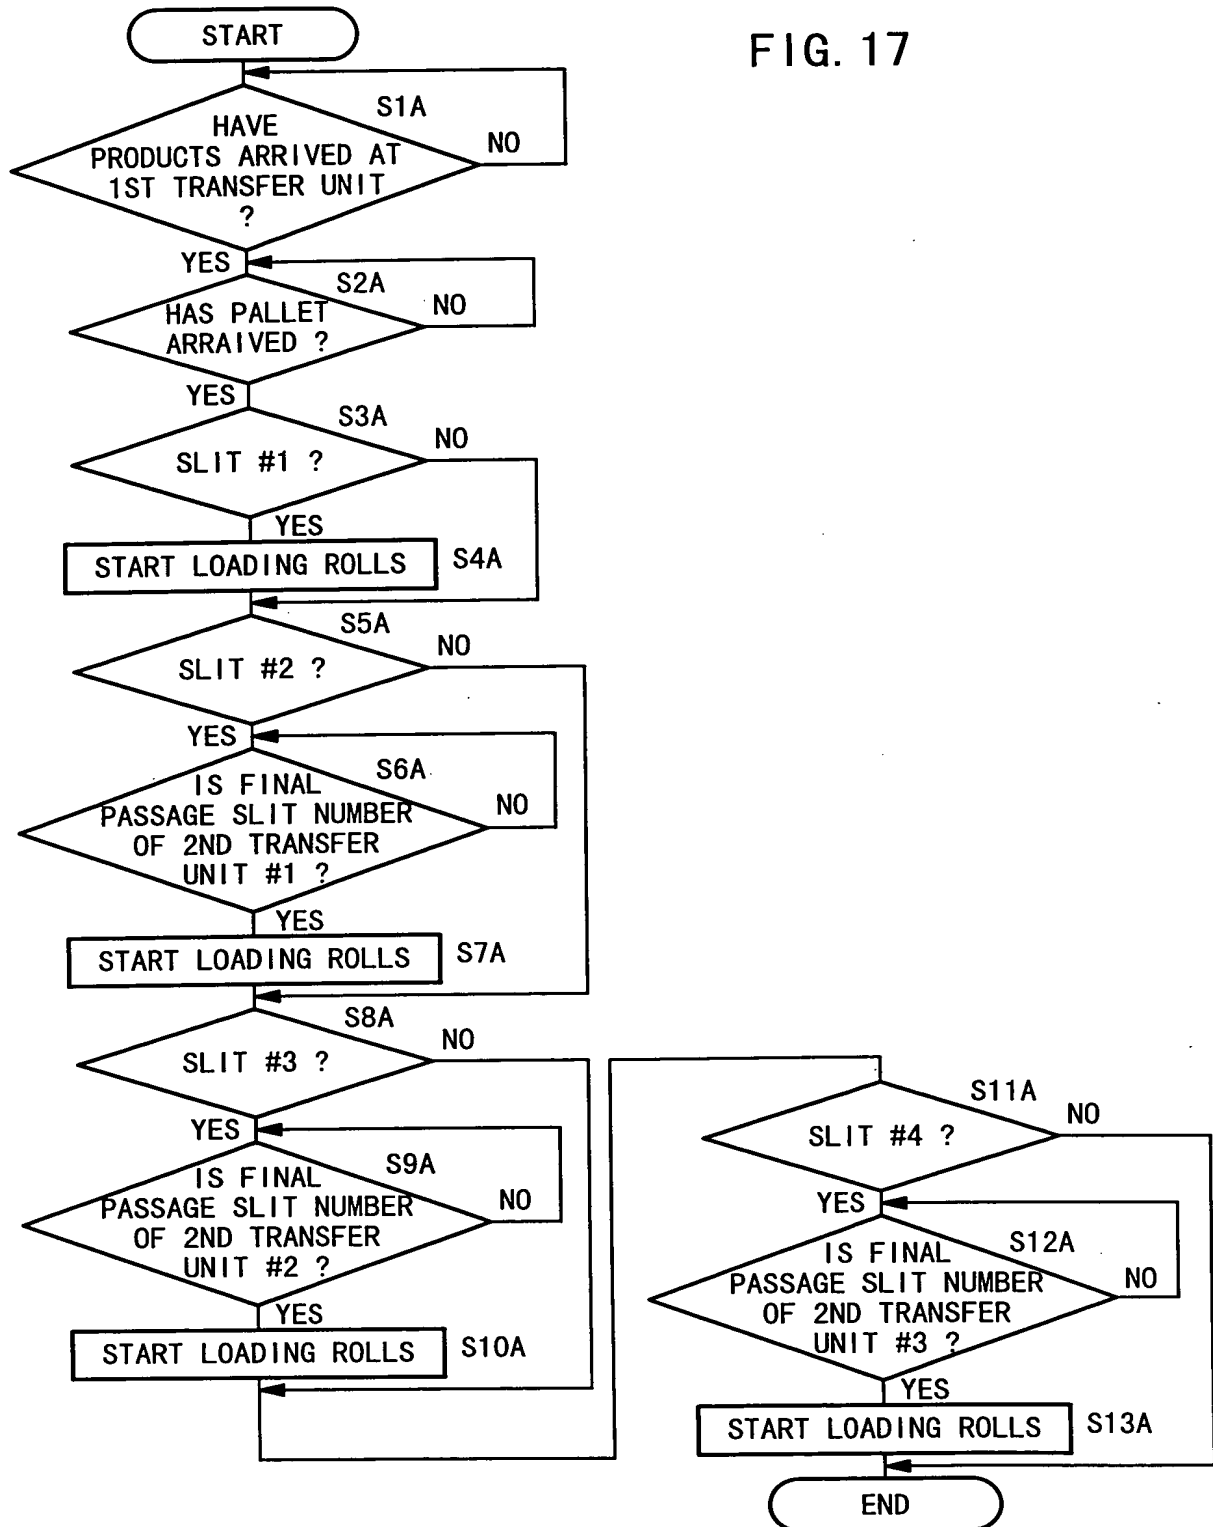 FIG. 17
START
S1A
HAVE
PRODUCTS ARRIVED AT
1ST TRANSFER UNIT
?
NO
YES
S2A
HAS PALLET
ARRAIVED ?
NO
YES
S3A
SLIT #1 ?
NO
YES
START LOADING ROLLS
S4A
S5A
SLIT #2 ?
NO
YES
S6A
IS FINAL
PASSAGE SLIT NUMBER
OF 2ND TRANSFER
UNIT #1 ?
NO
YES
START LOADING ROLLS
S7A
S8A
SLIT #3 ?
NO
YES
S9A
IS FINAL
PASSAGE SLIT NUMBER
OF 2ND TRANSFER
UNIT #2 ?
NO
YES
START LOADING ROLLS
S10A
S11A
SLIT #4 ?
NO
YES
S12A
IS FINAL
PASSAGE SLIT NUMBER
OF 2ND TRANSFER
UNIT #3 ?
NO
YES
START LOADING ROLLS
S13A
END